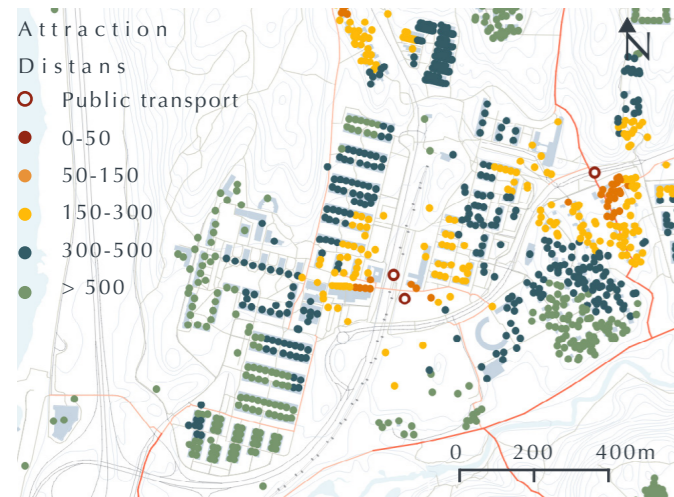 Attraction
Distans
Public transport
0-50
50-150
150-300
300-500
> 500
N
0 200 400m